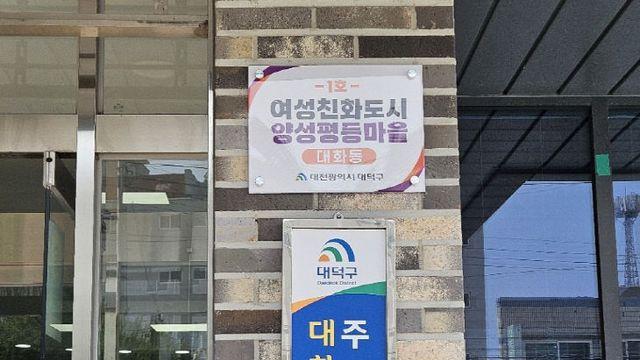 -1호-
여성친화도시
양성평등마을
대화동
대전광역시 대덕구
대덕구
Daedeok District
대 주